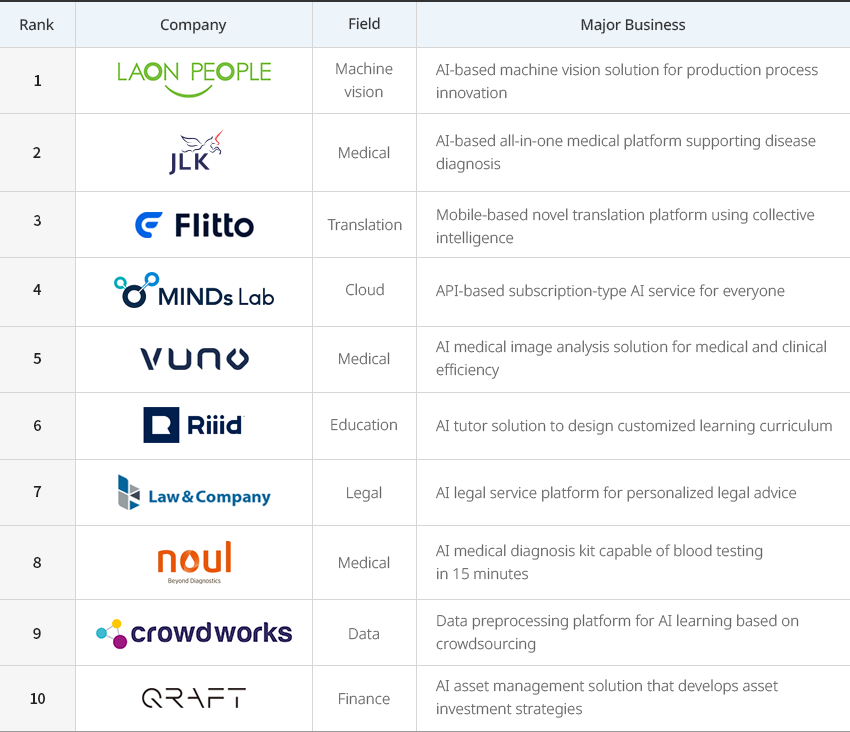 Rank Company Field Major Business
1 LAON PEOPLE Machine vision AI-based machine vision solution for production process
innovation
2 JLK Medical AI-based all-in-one medical platform supporting disease
diagnosis
3 Flitto Translation Mobile-based novel translation platform using collective
intelligence
4 MINDs Lab Cloud API-based subscription-type AI service for everyone
5 VUNO Medical AI medical image analysis solution for medical and clinical
efficiency
6 Riiid Education AI tutor solution to design customized learning curriculum
7 Law&Company Legal AI legal service platform for personalized legal advice
8 noul Beyond Diagnostics Medical AI medical diagnosis kit capable of blood testing
in 15 minutes
9 crowdworks Data Data preprocessing platform for AI learning based on
crowdsourcing
10 QRAFT Finance AI asset management solution that develops asset
investment strategies